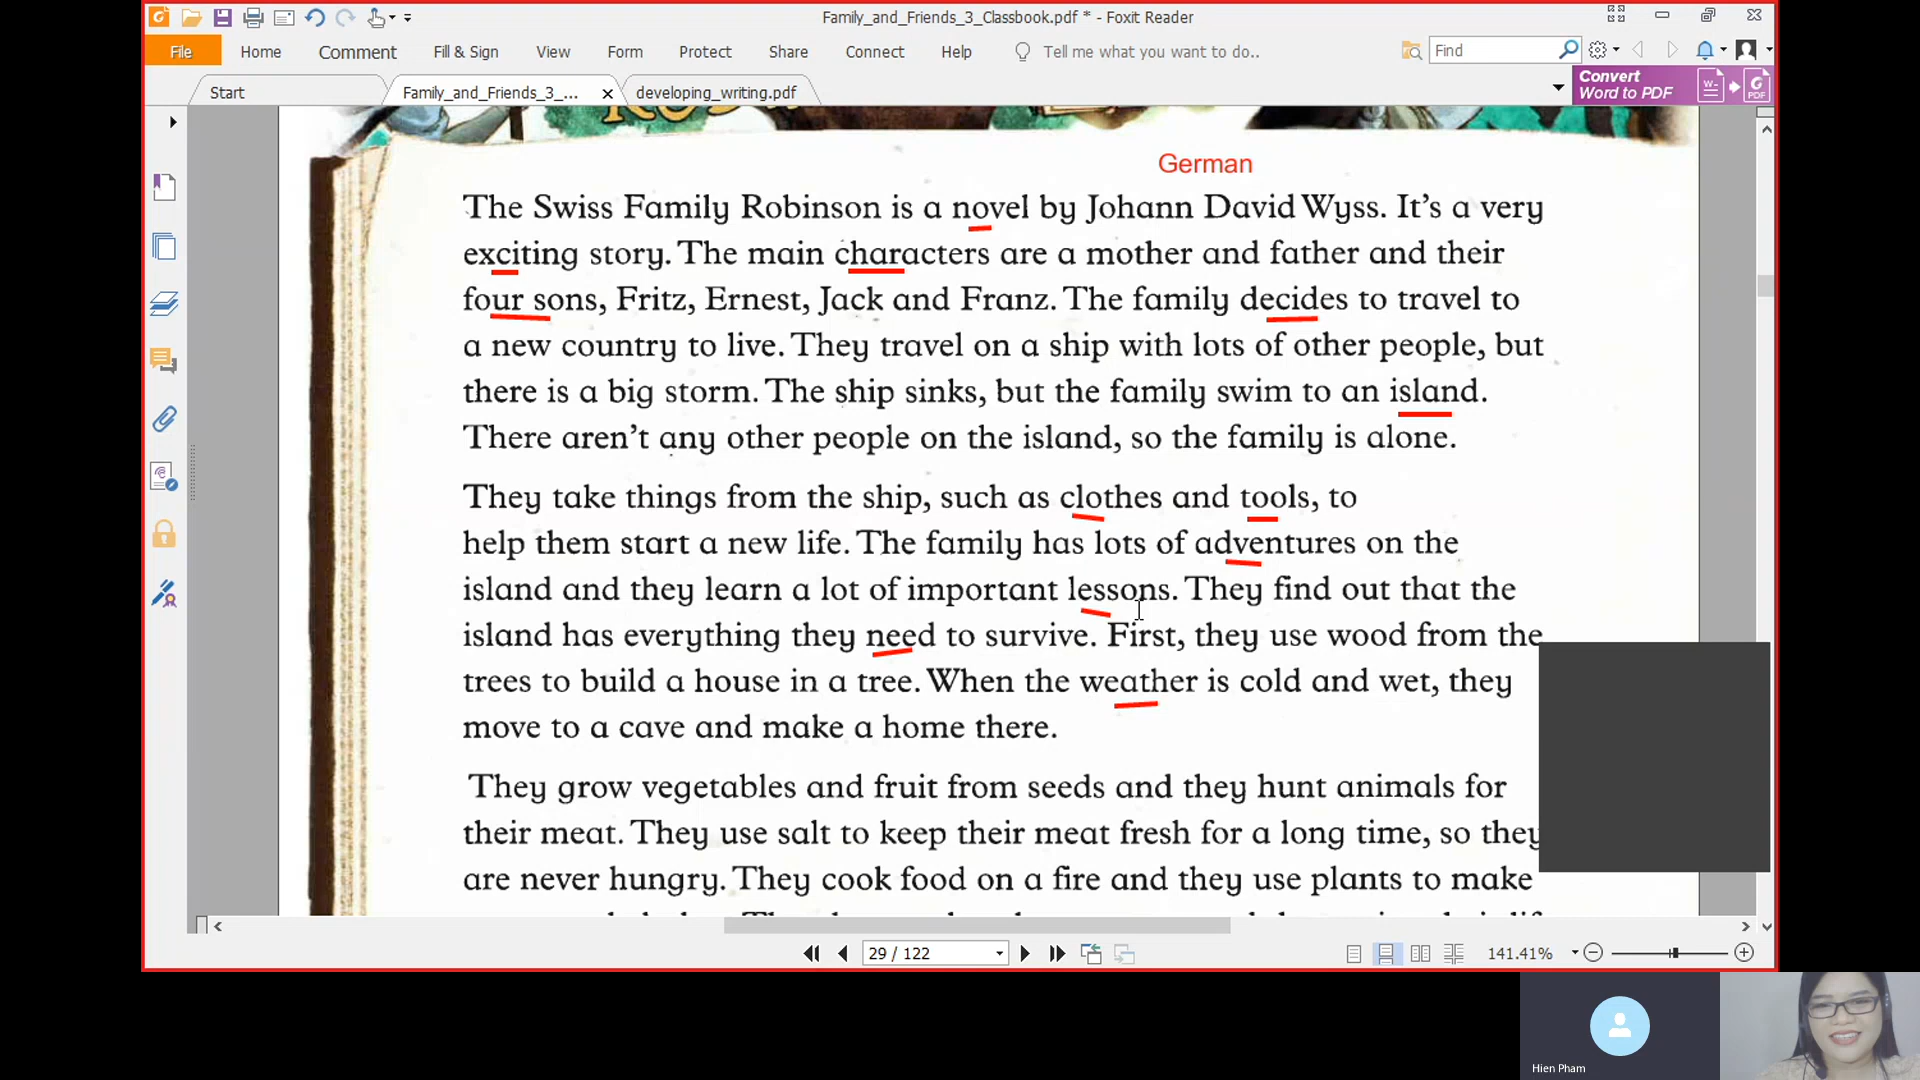 Family_and_Friends_3_Classbook.pdf * - Foxit Reader
File Home Comment Fill & Sign View Form Protect Share Connect Help Tell me what you want to do.. Find
Start Family_and_Friends_3_... developing_writing.pdf Convert
Word to PDF
German
The Swiss Family Robinson is a novel by Johann David Wyss. It's a very
exciting story. The main characters are a mother and father and their
four sons, Fritz, Ernest, Jack and Franz. The family decides to travel to
a new country to live. They travel on a ship with lots of other people, but
there is a big storm. The ship sinks, but the family swim to an island.
There aren't any other people on the island, so the family is alone.
They take things from the ship, such as clothes and tools, to
help them start a new life. The family has lots of adventures on the
island and they learn a lot of important lessons. They find out that the
island has everything they need to survive. First, they use wood from the
trees to build a house in a tree. When the weather is cold and wet, they
move to a cave and make a home there.
They grow vegetables and fruit from seeds and they hunt animals for
their meat. They use salt to keep their meat fresh for a long time, so they
are never hungry. They cook food on a fire and they use plants to make
29 / 122 141.41%
Hien Pham